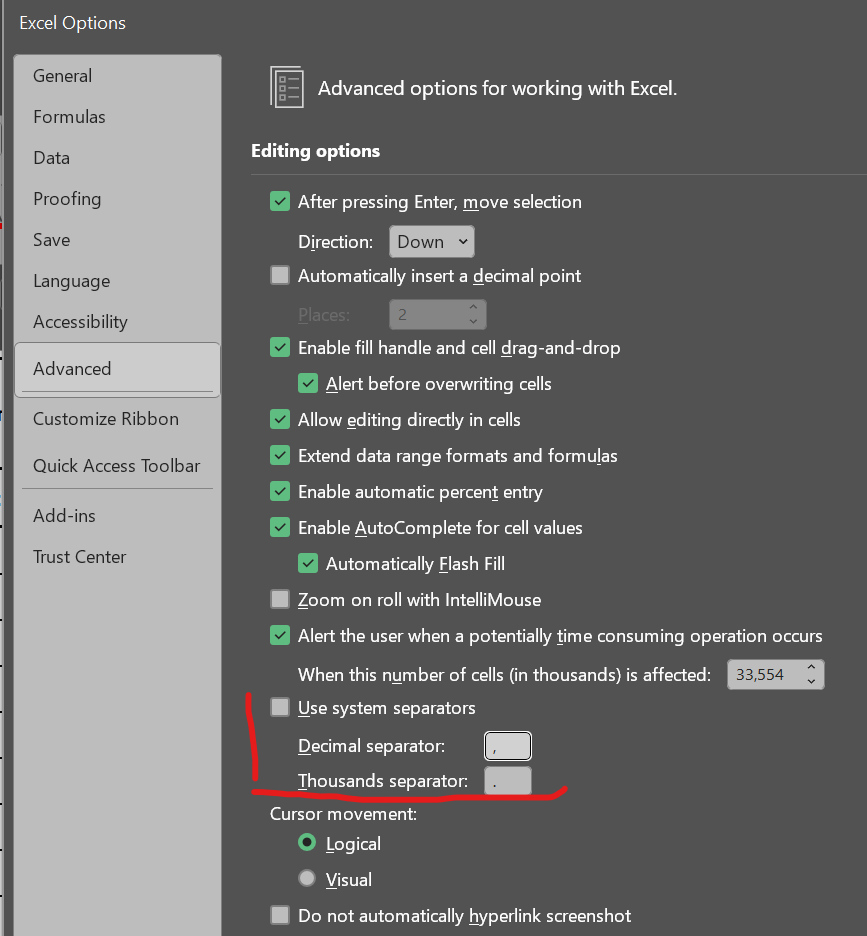 Excel Options
General
Formulas
Data
Proofing
Save
Language
Accessibility
Advanced
Customize Ribbon
Quick Access Toolbar
Add-ins
Trust Center
Advanced options for working with Excel.
Editing options
After pressing Enter, move selection
Direction: Down
Automatically insert a decimal point
Places: 2
Enable fill handle and cell drag-and-drop
Alert before overwriting cells
Allow editing directly in cells
Extend data range formats and formulas
Enable automatic percent entry
Enable AutoComplete for cell values
Automatically Flash Fill
Zoom on roll with IntelliMouse
Alert the user when a potentially time consuming operation occurs
When this number of cells (in thousands) is affected: 33,554
Use system separators
Decimal separator: ,
Thousands separator: .
Cursor movement:
Logical
Visual
Do not automatically hyperlink screenshot